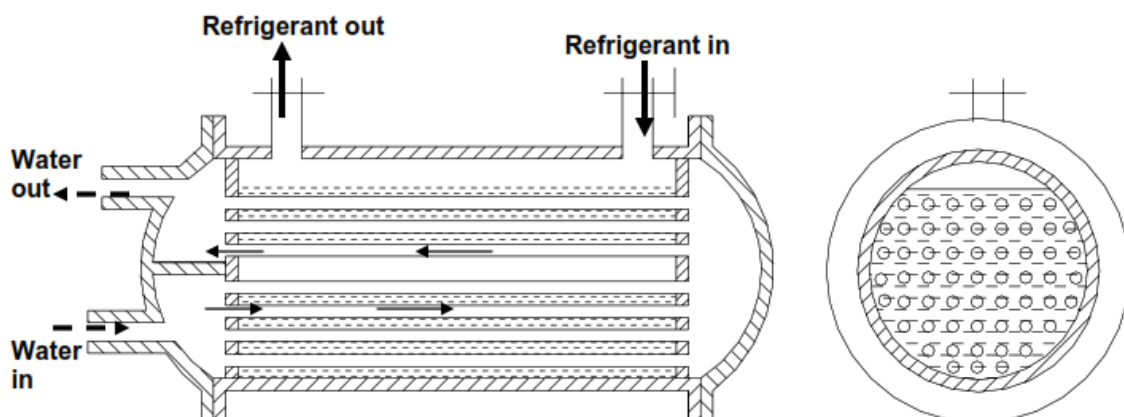 Refrigerant out
Refrigerant in
Water
out
Water
in